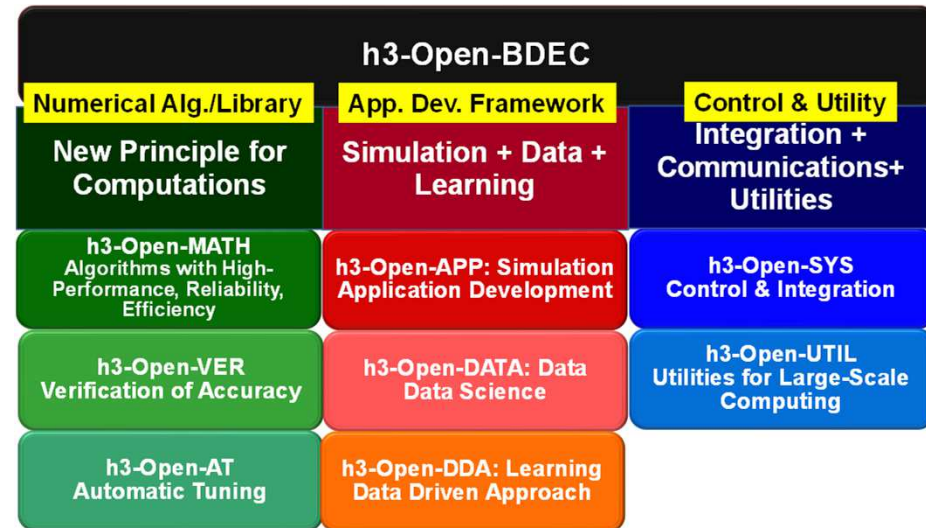 h3-Open-BDEC
Numerical Alg./Library
New Principle for
Computations
h3-Open-MATH
Algorithms with High-
Performance, Reliability,
Efficiency
h3-Open-VER
Verification of Accuracy
h3-Open-AT
Automatic Tuning
App. Dev. Framework
Simulation + Data +
Learning
h3-Open-APP: Simulation
Application Development
h3-Open-DATA: Data
Data Science
h3-Open-DDA: Learning
Data Driven Approach
Control & Utility
Integration +
Communications+
Utilities
h3-Open-SYS
Control & Integration
h3-Open-UTIL
Utilities for Large-Scale
Computing